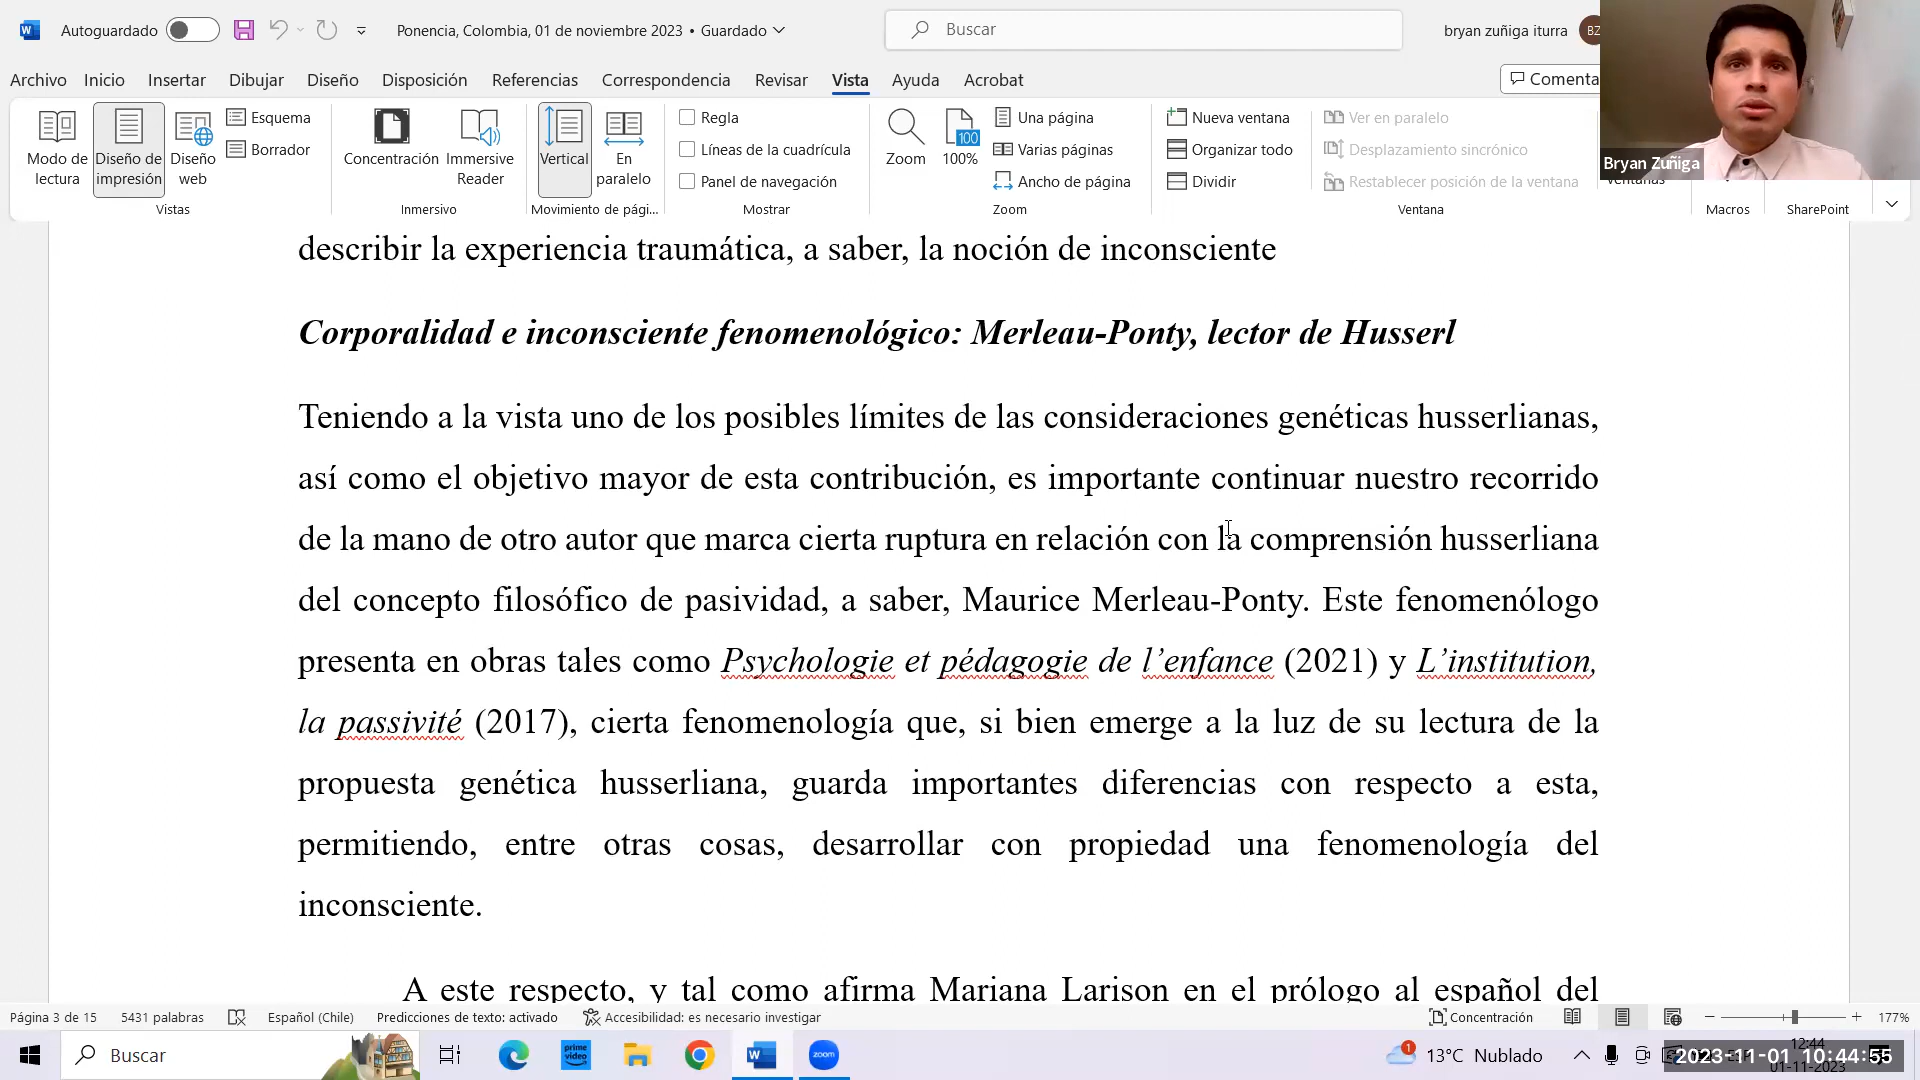 Autoguardado
Ponencia, Colombia, 01 de noviembre 2023 • Guardado
Buscar
bryan zuñiga iturra
BZ
Archivo Inicio Insertar Dibujar Diseño Disposición Referencias Correspondencia Revisar Vista Ayuda Acrobat
Comenta
Modo de lectura
Diseño de impresión
Diseño web
Esquema
Borrador
Vistas
Concentración
Immersive Reader
Inmersivo
Vertical
En paralelo
Movimiento de pági...
Regla
Líneas de la cuadrícula
Panel de navegación
Mostrar
Zoom
100
100%
Una página
Varias páginas
Ancho de página
Zoom
Nueva ventana
Organizar todo
Dividir
Ver en paralelo
Desplazamiento sincrónico
Restablecer posición de la ventana
Ventana
Macros
SharePoint
Bryan Zuñiga
describir la experiencia traumática, a saber, la noción de inconsciente
Corporalidad e inconsciente fenomenológico: Merleau-Ponty, lector de Husserl
Teniendo a la vista uno de los posibles límites de las consideraciones genéticas husserlianas,
así como el objetivo mayor de esta contribución, es importante continuar nuestro recorrido
de la mano de otro autor que marca cierta ruptura en relación con la comprensión husserliana
del concepto filosófico de pasividad, a saber, Maurice Merleau-Ponty. Este fenomenólogo
presenta en obras tales como Psychologie et pédagogie de l’enfance (2021) y L’institution,
la passivité (2017), cierta fenomenología que, si bien emerge a la luz de su lectura de la
propuesta genética husserliana, guarda importantes diferencias con respecto a esta,
permitiendo, entre otras cosas, desarrollar con propiedad una fenomenología del
inconsciente.
A este respecto, y tal como afirma Mariana Larison en el prólogo al español del
Página 3 de 15 5431 palabras Español (Chile) Predicciones de texto: activado Accesibilidad: es necesario investigar
Concentración
177%
Buscar
prime video
zoom
1
13°C Nublado
12:44
01-11-2023
2023-11-01 10:44:55